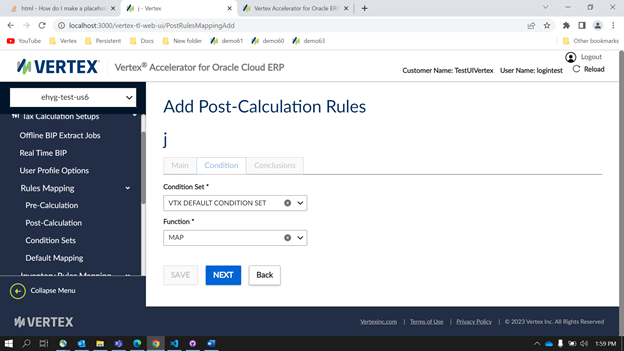 html - How do I make a placehol
j - Vertex
Vertex Accelerator for Oracle ERP
localhost:3000/vertex-tl-web-ui/PostRulesMappingAdd
YouTube
Vertex
Persistent
Docs
New folder
demo61
demo60
demo63
Other bookmarks
VERTEX
Vertex® Accelerator for Oracle Cloud ERP
Customer Name: TestUIVertex
User Name: logintest
Logout
Reload
ehyg-test-us6
Tax Calculation Setups
Offline BIP Extract Jobs
Real Time BIP
User Profile Options
Rules Mapping
Pre-Calculation
Post-Calculation
Condition Sets
Default Mapping
Inventory Rules Mapping
Collapse Menu
Add Post-Calculation Rules
j
Main
Condition
Conclusions
Condition Set *
VTX DEFAULT CONDITION SET
Function *
MAP
SAVE
NEXT
Back
VERTEX
Vertexinc.com | Terms of Use | Privacy Policy | © 2023 Vertex Inc. All Rights Reserved
1:59 PM